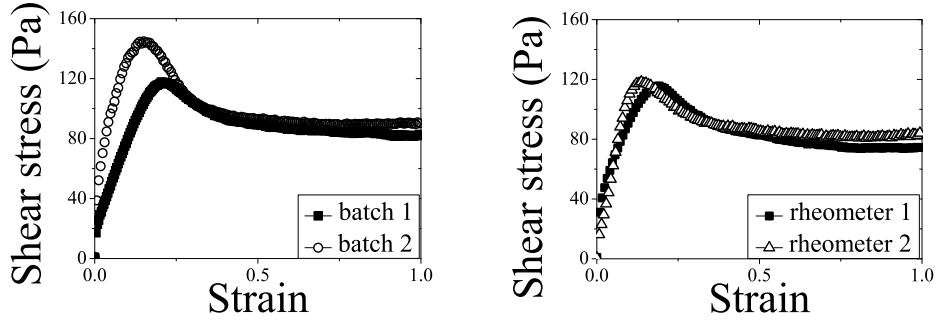 Shear stress (Pa)
160
120
80
40
0
batch 1
batch 2
0.0 0.5 1.0
Strain
Shear stress (Pa)
160
120
80
40
0
rheometer 1
rheometer 2
0.0 0.5 1.0
Strain